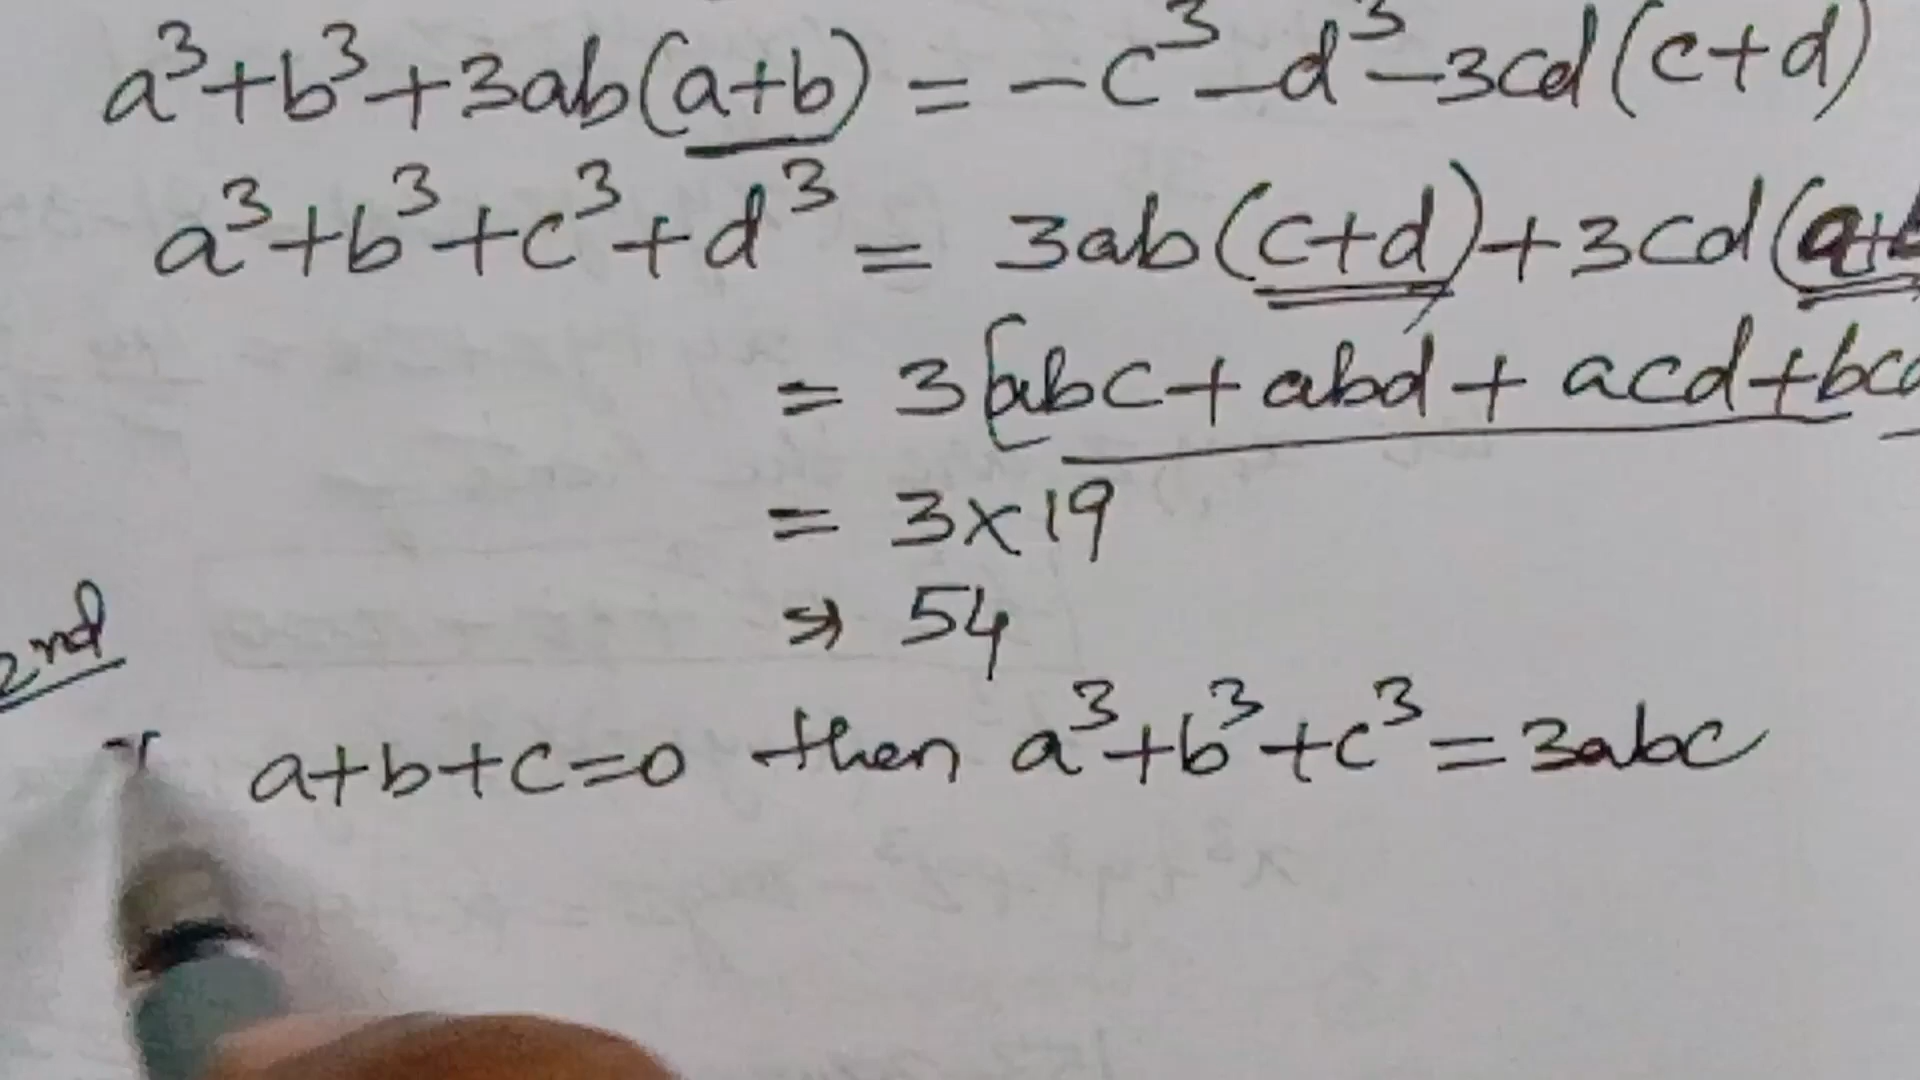 a³+b³+3ab(a+b) = -c³-d³-3cd(c+d)
a³+b³+c³+d³ = 3ab(c+d)+3cd(a+b
= 3[abc+abd+acd+bcd
= 3×19
⇒ 54
2nd
a+b+c=0 then a³+b³+c³=3abc